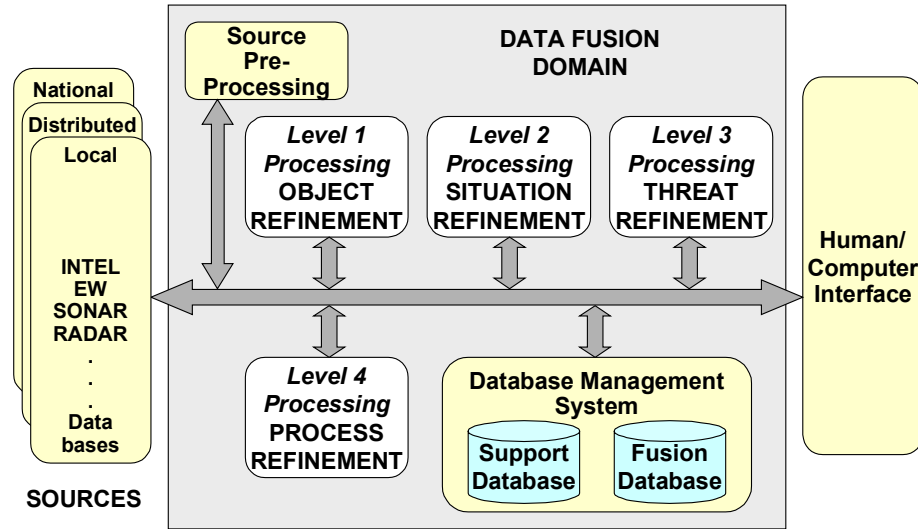 DATA FUSION
DOMAIN
Source
Pre-
Processing
National
Distributed
Local
INTEL
EW
SONAR
RADAR
.
.
.
Data
bases
SOURCES
Level 1
Processing
OBJECT
REFINEMENT
Level 2
Processing
SITUATION
REFINEMENT
Level 3
Processing
THREAT
REFINEMENT
Human/
Computer
Interface
Level 4
Processing
PROCESS
REFINEMENT
Database Management
System
Support
Database
Fusion
Database